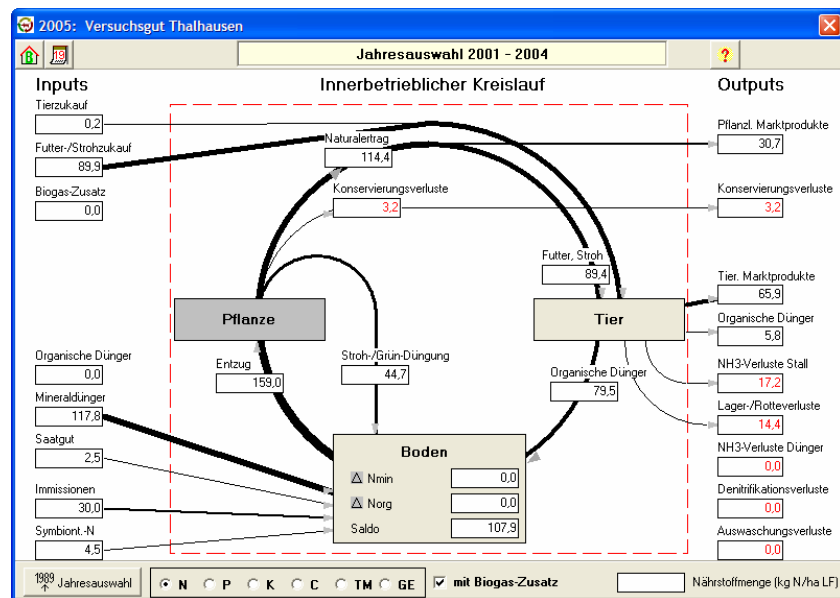 2005: Versuchsgut Thalhausen
Jahresauswahl 2001 - 2004
?
Inputs
Innerbetrieblicher Kreislauf
Outputs
Tierzukauf
0,2
Futter-/Strohzukauf
89,9
Biogas-Zusatz
0,0
Naturalertrag
114,4
Konservierungsverluste
3,2
Pflanzl. Marktprodukte
30,7
Konservierungsverluste
3,2
Futter, Stroh
89,4
Tier. Marktprodukte
65,9
Pflanze
Tier
Organische Dünger
5,8
Organische Dünger
0,0
Entzug
159,0
Stroh-/Grün-Düngung
44,7
Organische Dünger
79,5
NH3-Verluste Stall
17,2
Mineraldünger
117,8
Lager-/Rotteverluste
14,4
Saatgut
2,5
Boden
Δ Nmin 0,0
Δ Norg 0,0
Saldo 107,9
NH3-Verluste Dünger
0,0
Immissionen
30,0
Denitrifikationsverluste
0,0
Symbiont.-N
4,5
Auswaschungsverluste
0,0
1989 Jahresauswahl
N P K C TM GE
mit Biogas-Zusatz
Nährstoffmenge (kg N/ha LF)